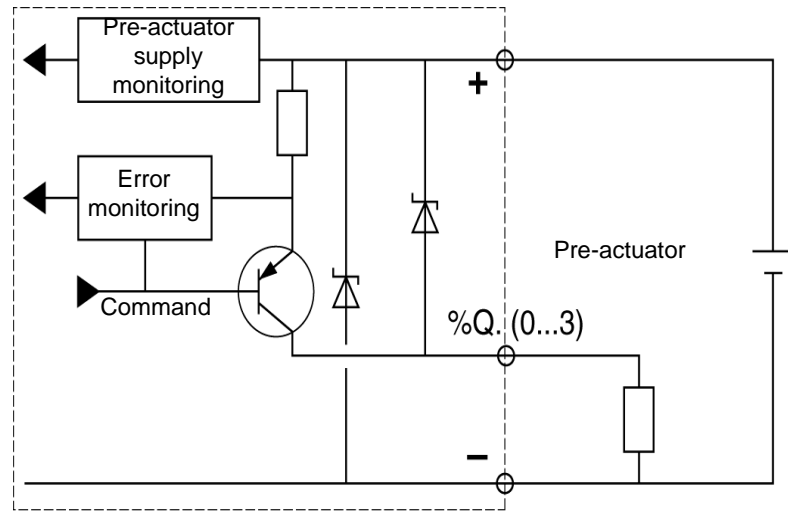 Pre-actuator
supply
monitoring
+
Error
monitoring
Pre-actuator
Command
%Q. (0...3)
−